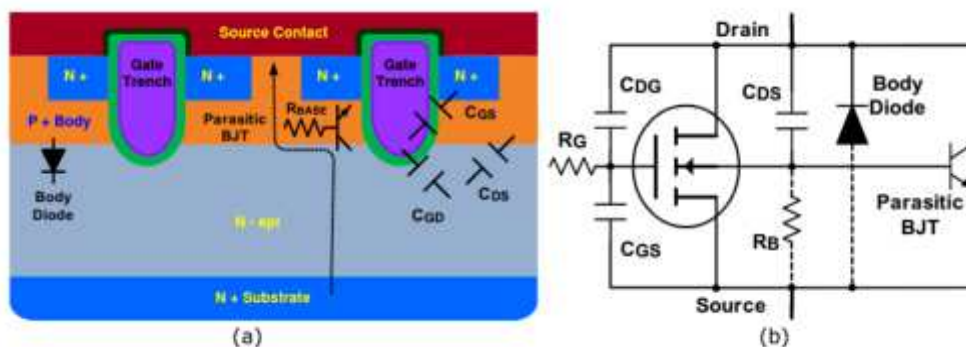 Source Contact
N + Gate Trench N + N + Gate Trench N +
P + Body Parasitic BJT RBASE CGS
Body Diode CGD CDS
N - epi
N + Substrate
(a)
Drain
CDG CDS Body Diode
RG
CGS RB Parasitic BJT
Source
(b)